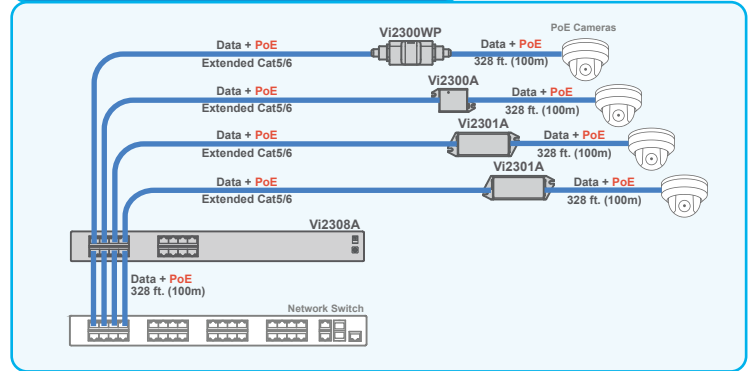 Vi2300WP
PoE Cameras
Data + PoE
Extended Cat5/6
Data + PoE
328 ft. (100m)
Vi2300A
Data + PoE
Extended Cat5/6
Data + PoE
328 ft. (100m)
Vi2301A
Data + PoE
Extended Cat5/6
Data + PoE
328 ft. (100m)
Vi2301A
Data + PoE
Extended Cat5/6
Data + PoE
328 ft. (100m)
Vi2308A
Data + PoE
328 ft. (100m)
Network Switch